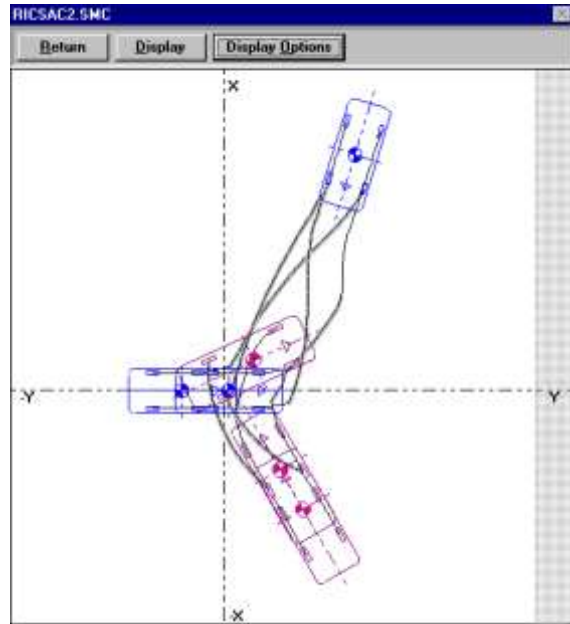 RICSAC2.SMC
Return Display Display Options
X
-Y Y
-X